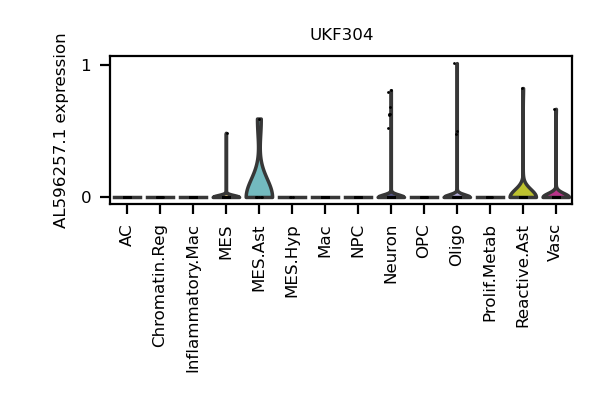 UKF304
AL596257.1 expression
1
0
AC
Chromatin.Reg
Inflammatory.Mac
MES
MES.Ast
MES.Hyp
Mac
NPC
Neuron
OPC
Oligo
Prolif.Metab
Reactive.Ast
Vasc